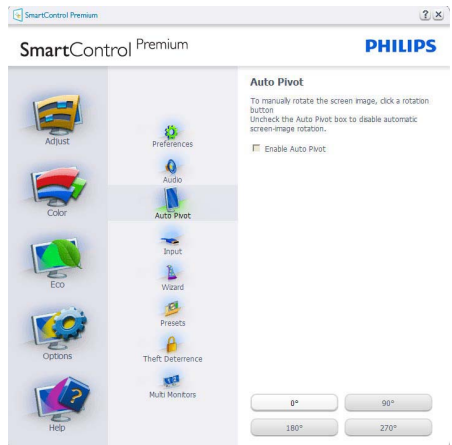 SmartControl Premium
SmartControl Premium
PHILIPS
Adjust
Color
Eco
Options
Help
Preferences
Audio
Auto Pivot
Input
Wizard
Presets
Theft Deterrence
Multi Monitors
Auto Pivot
To manually rotate the screen image, click a rotation
button
Uncheck the Auto Pivot box to disable automatic
screen-image rotation.
Enable Auto Pivot
0°
90°
180°
270°